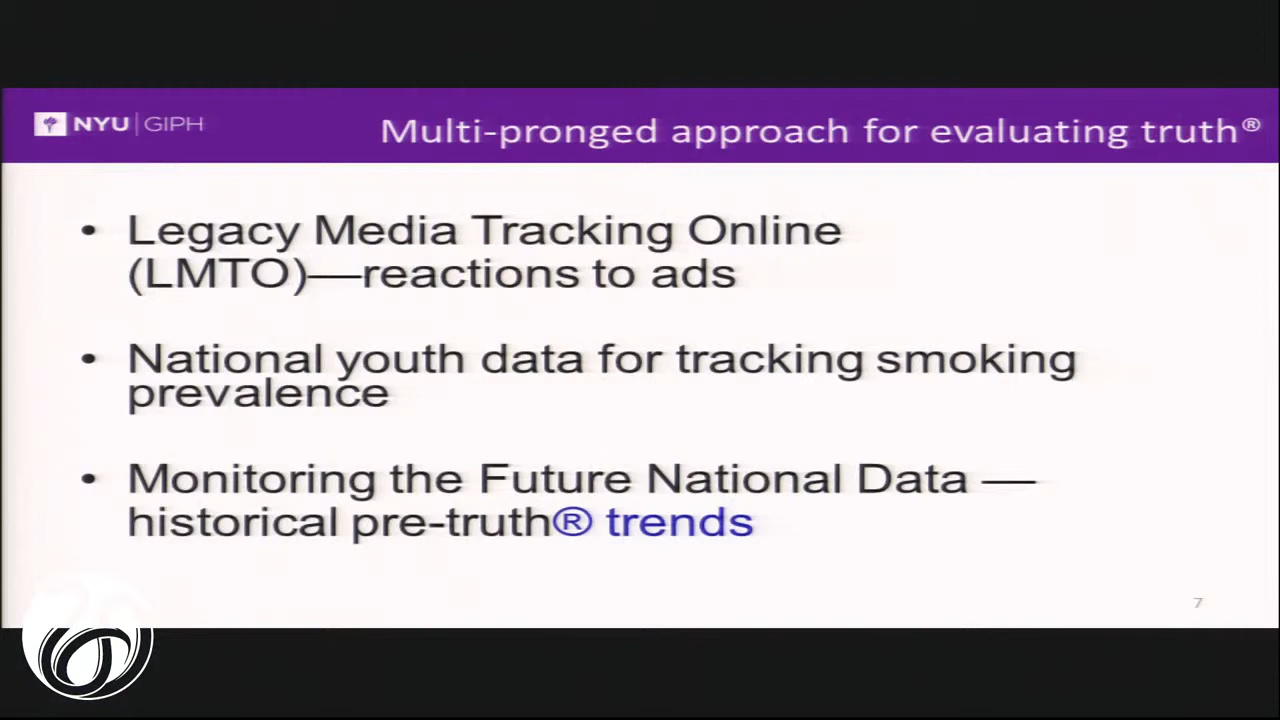 NYU | GIPH
Multi-pronged approach for evaluating truth®
• Legacy Media Tracking Online
(LMTO)—reactions to ads
• National youth data for tracking smoking
prevalence
• Monitoring the Future National Data —
historical pre-truth® trends
7